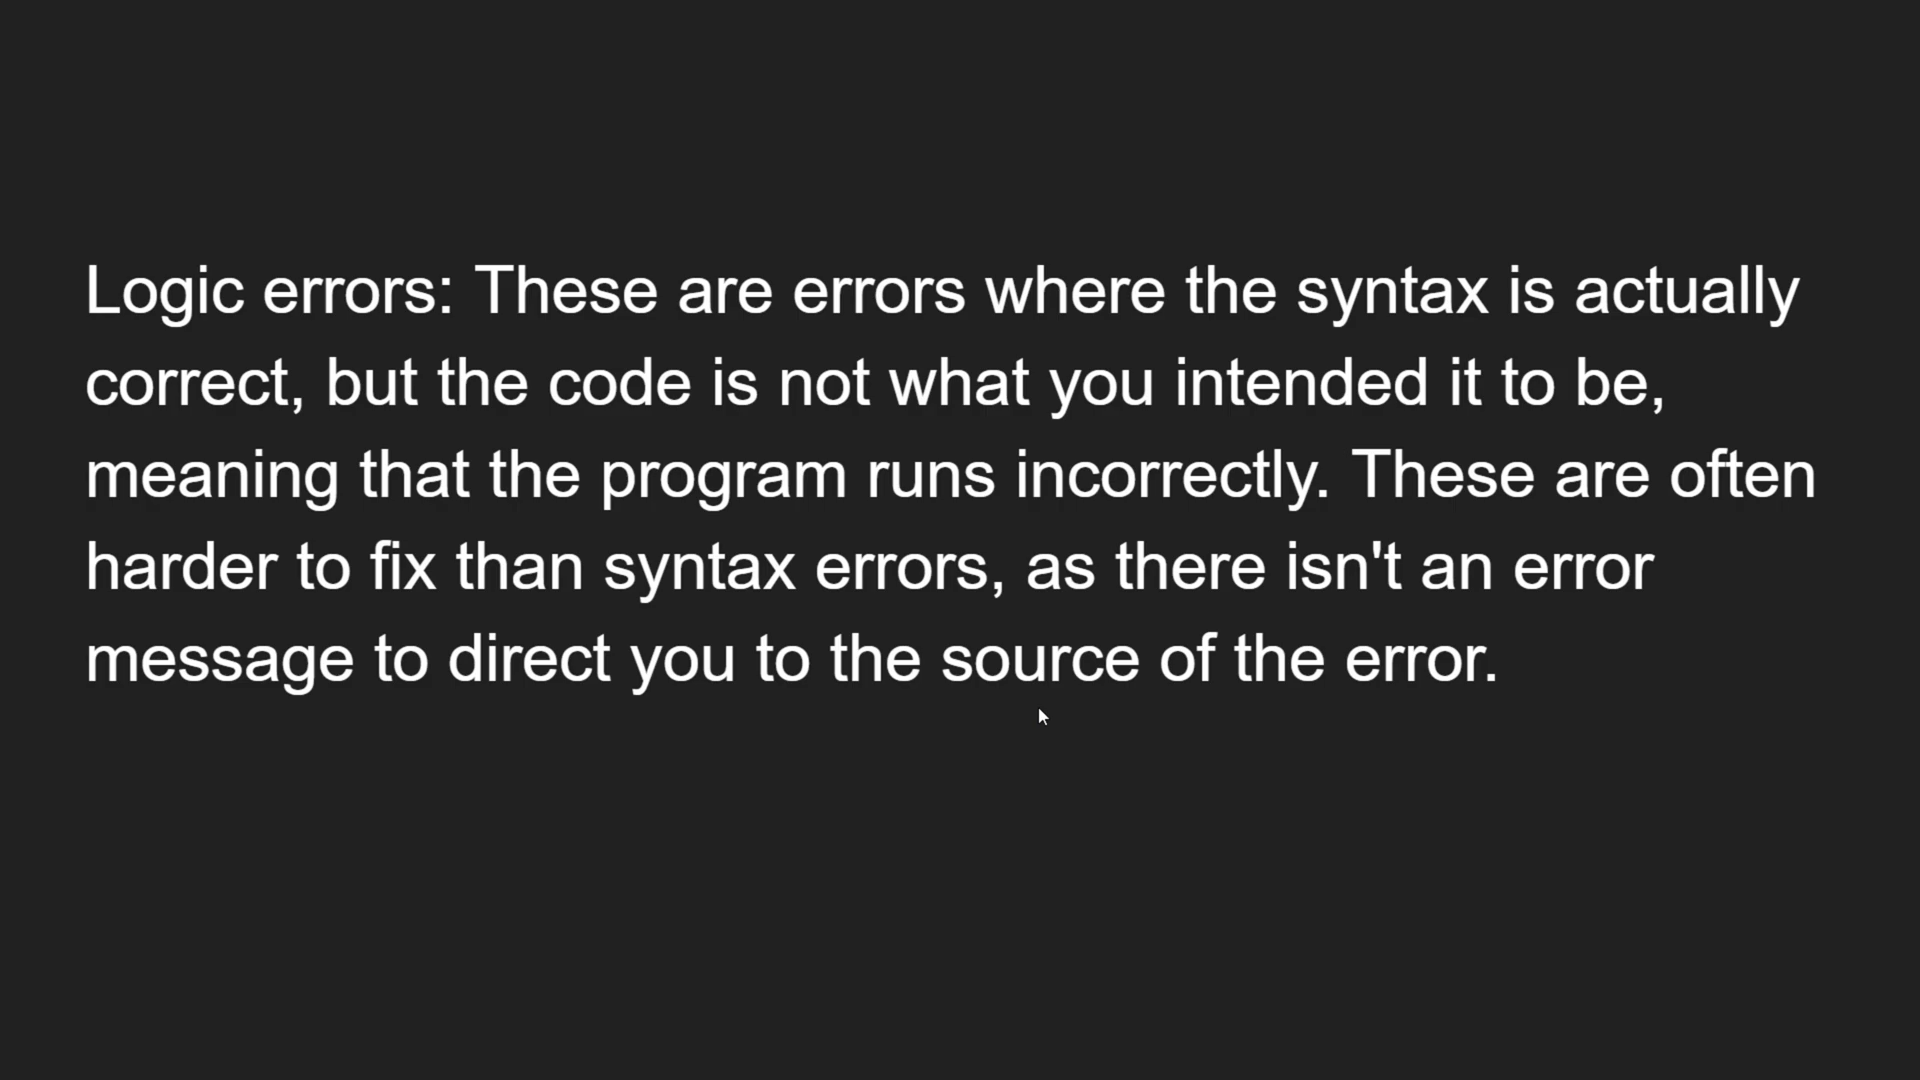 Logic errors: These are errors where the syntax is actually
correct, but the code is not what you intended it to be,
meaning that the program runs incorrectly. These are often
harder to fix than syntax errors, as there isn't an error
message to direct you to the source of the error.